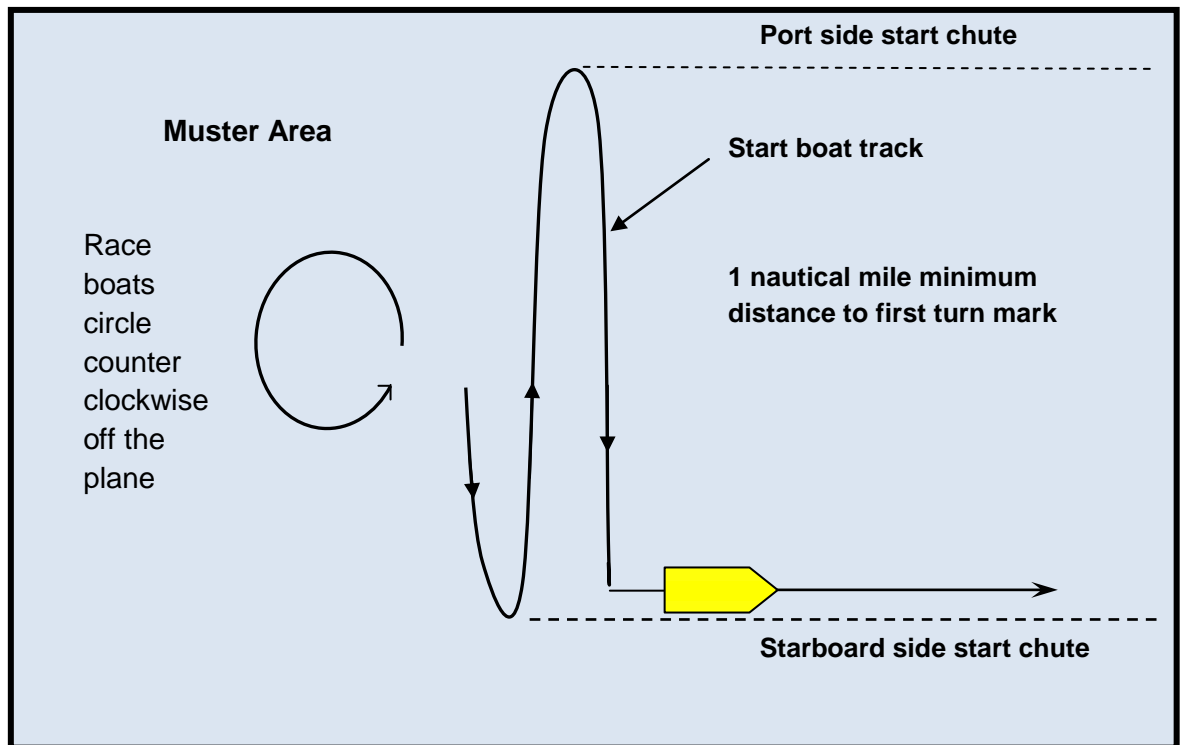 Port side start chute
Muster Area
Start boat track
Race
boats
circle
counter
clockwise
off the
plane
1 nautical mile minimum
distance to first turn mark
Starboard side start chute